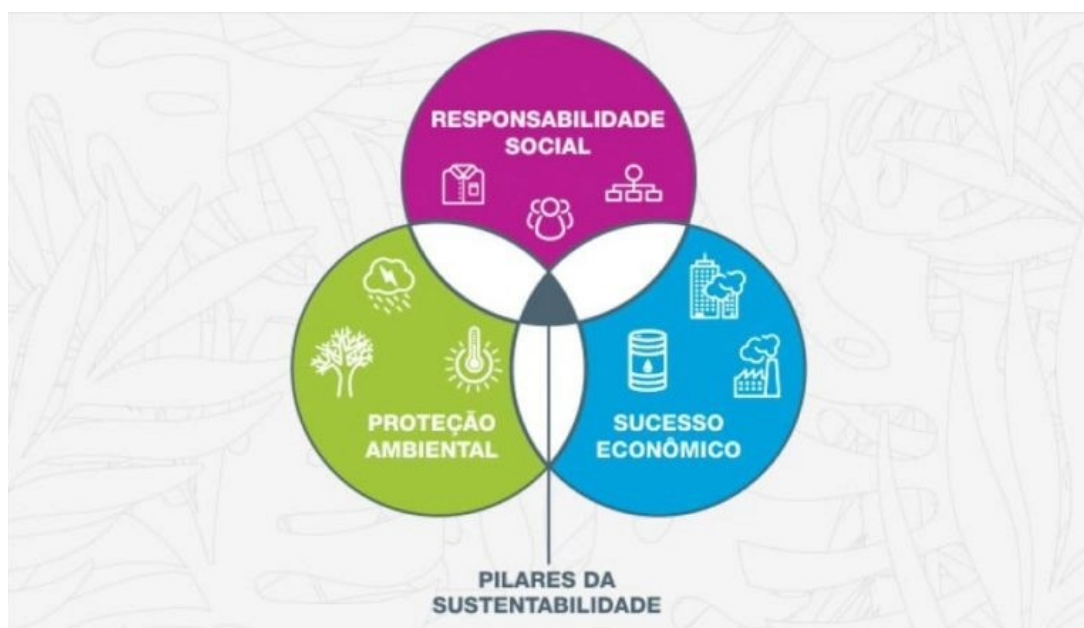 RESPONSABILIDADE
SOCIAL
PROTEÇÃO
AMBIENTAL
SUCESSO
ECONÔMICO
PILARES DA
SUSTENTABILIDADE